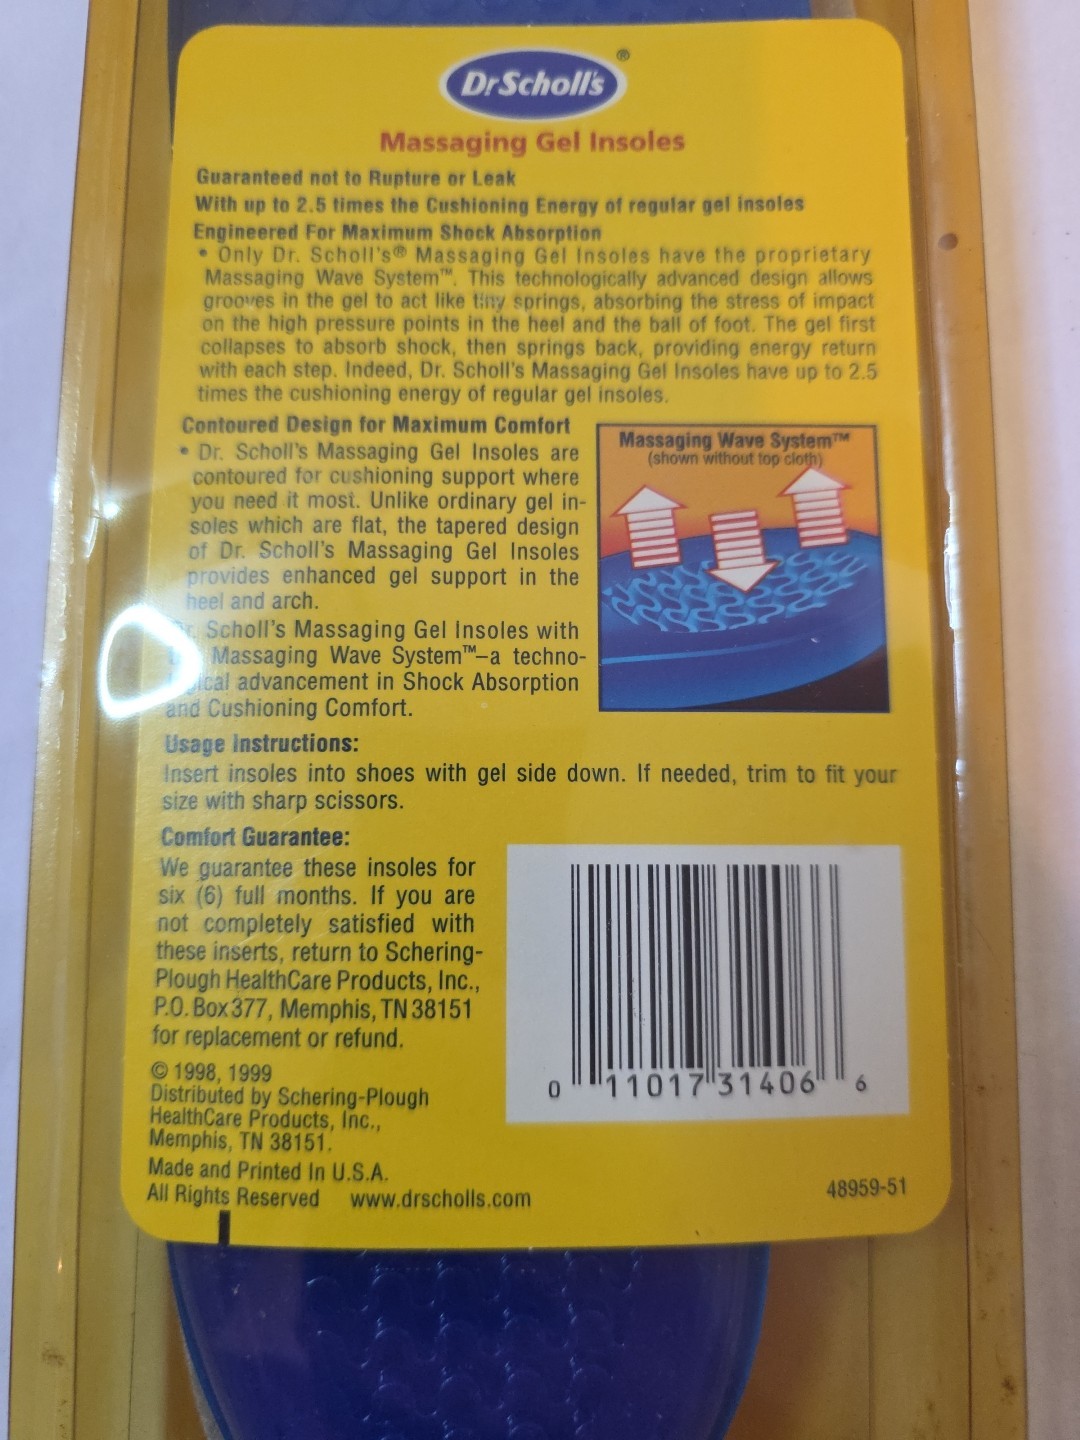 DrScholl's®
Massaging Gel Insoles
Guaranteed not to Rupture or Leak
With up to 2.5 times the Cushioning Energy of regular gel insoles
Engineered For Maximum Shock Absorption
• Only Dr. Scholl's® Massaging Gel Insoles have the proprietary
Massaging Wave System™. This technologically advanced design allows
grooves in the gel to act like tiny springs, absorbing the stress of impact
on the high pressure points in the heel and the ball of foot. The gel first
collapses to absorb shock, then springs back, providing energy return
with each step. Indeed, Dr. Scholl's Massaging Gel Insoles have up to 2.5
times the cushioning energy of regular gel insoles.
Contoured Design for Maximum Comfort
• Dr. Scholl's Massaging Gel Insoles are
contoured for cushioning support where
you need it most. Unlike ordinary gel in-
soles which are flat, the tapered design
of Dr. Scholl's Massaging Gel Insoles
provides enhanced gel support in the
heel and arch.
Dr. Scholl's Massaging Gel Insoles with
Massaging Wave System™–a techno-
logical advancement in Shock Absorption
and Cushioning Comfort.
Massaging Wave System™
(shown without top cloth)
Usage Instructions:
Insert insoles into shoes with gel side down. If needed, trim to fit your
size with sharp scissors.
Comfort Guarantee:
We guarantee these insoles for
six (6) full months. If you are
not completely satisfied with
these inserts, return to Schering-
Plough HealthCare Products, Inc.,
P.O. Box 377, Memphis, TN 38151
for replacement or refund.
© 1998, 1999
Distributed by Schering-Plough
HealthCare Products, Inc.,
Memphis, TN 38151.
Made and Printed In U.S.A.
All Rights Reserved www.drscholls.com
0 11017 31406 6
48959-51